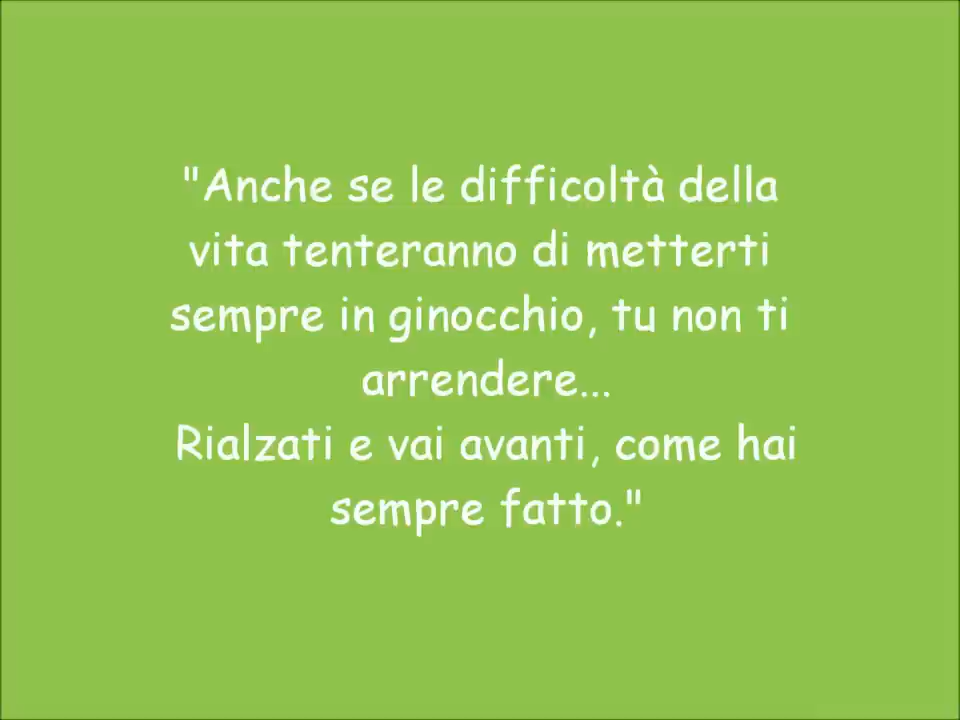 "Anche se le difficoltà della
vita tenteranno di metterti
sempre in ginocchio, tu non ti
arrendere...
Rialzati e vai avanti, come hai
sempre fatto."